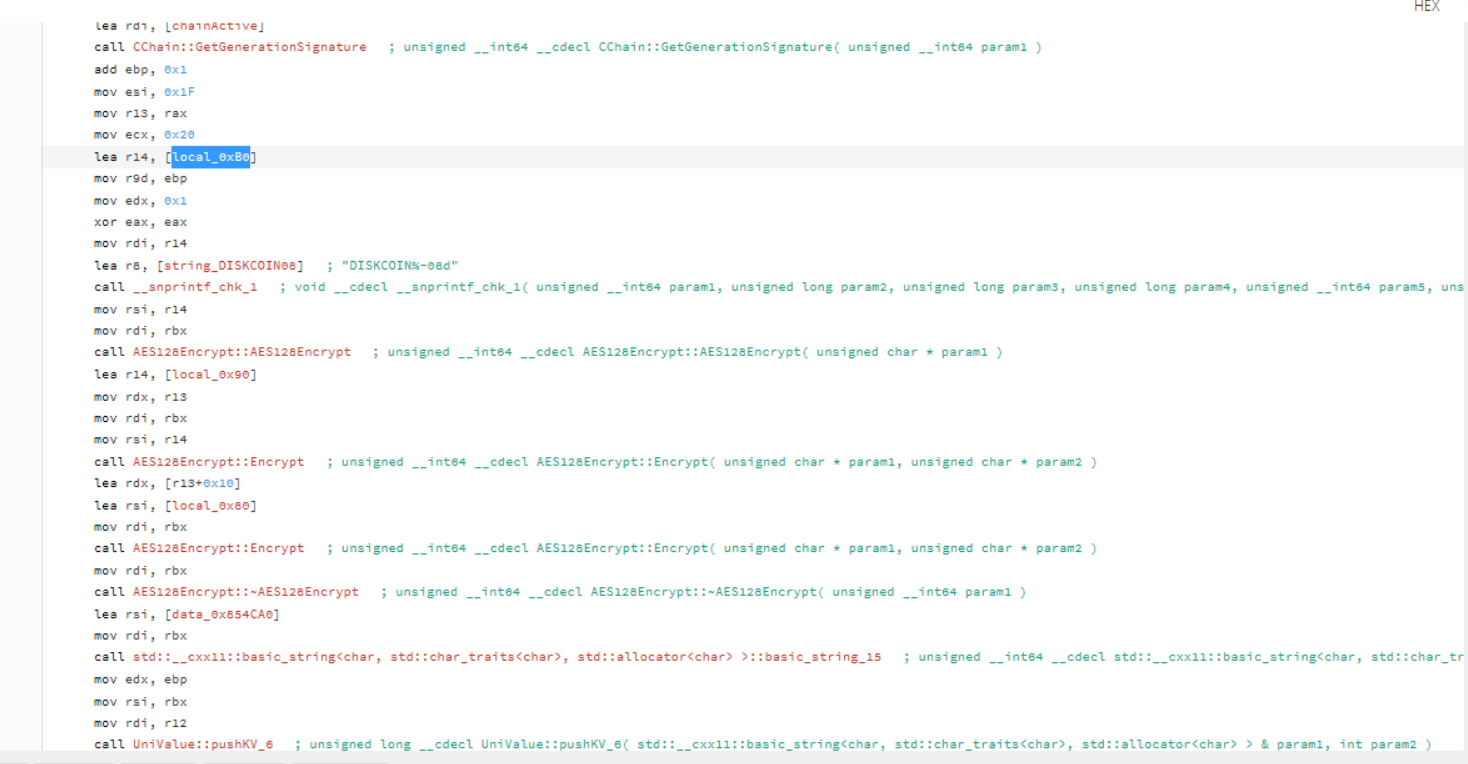 HEX
lea rdi, [chainActive]
call CChain::GetGenerationSignature ; unsigned __int64 __cdecl CChain::GetGenerationSignature( unsigned __int64 param1 )
add ebp, 0x1
mov esi, 0x1F
mov r13, rax
mov ecx, 0x20
lea r14, [local_0xB0]
mov r9d, ebp
mov edx, 0x1
xor eax, eax
mov rdi, r14
lea r8, [string_DISKCOIN08] ; "DISKCOIN%-08d"
call __snprintf_chk_1 ; void __cdecl __snprintf_chk_1( unsigned __int64 param1, unsigned long param2, unsigned long param3, unsigned long param4, unsigned __int64 param5, uns
mov rsi, r14
mov rdi, rbx
call AES128Encrypt::AES128Encrypt ; unsigned __int64 __cdecl AES128Encrypt::AES128Encrypt( unsigned char * param1 )
lea r14, [local_0x90]
mov rdx, r13
mov rdi, rbx
mov rsi, r14
call AES128Encrypt::Encrypt ; unsigned __int64 __cdecl AES128Encrypt::Encrypt( unsigned char * param1, unsigned char * param2 )
lea rdx, [r13+0x10]
lea rsi, [local_0x80]
mov rdi, rbx
call AES128Encrypt::Encrypt ; unsigned __int64 __cdecl AES128Encrypt::Encrypt( unsigned char * param1, unsigned char * param2 )
mov rdi, rbx
call AES128Encrypt::~AES128Encrypt ; unsigned __int64 __cdecl AES128Encrypt::~AES128Encrypt( unsigned __int64 param1 )
lea rsi, [data_0x854CA0]
mov rdi, rbx
call std::__cxx11::basic_string<char, std::char_traits<char>, std::allocator<char> >::basic_string_15 ; unsigned __int64 __cdecl std::__cxx11::basic_string<char, std::char_tr
mov edx, ebp
mov rsi, rbx
mov rdi, r12
call UniValue::pushKV_6 ; unsigned long __cdecl UniValue::pushKV_6( std::__cxx11::basic_string<char, std::char_traits<char>, std::allocator<char> > & param1, int param2 )